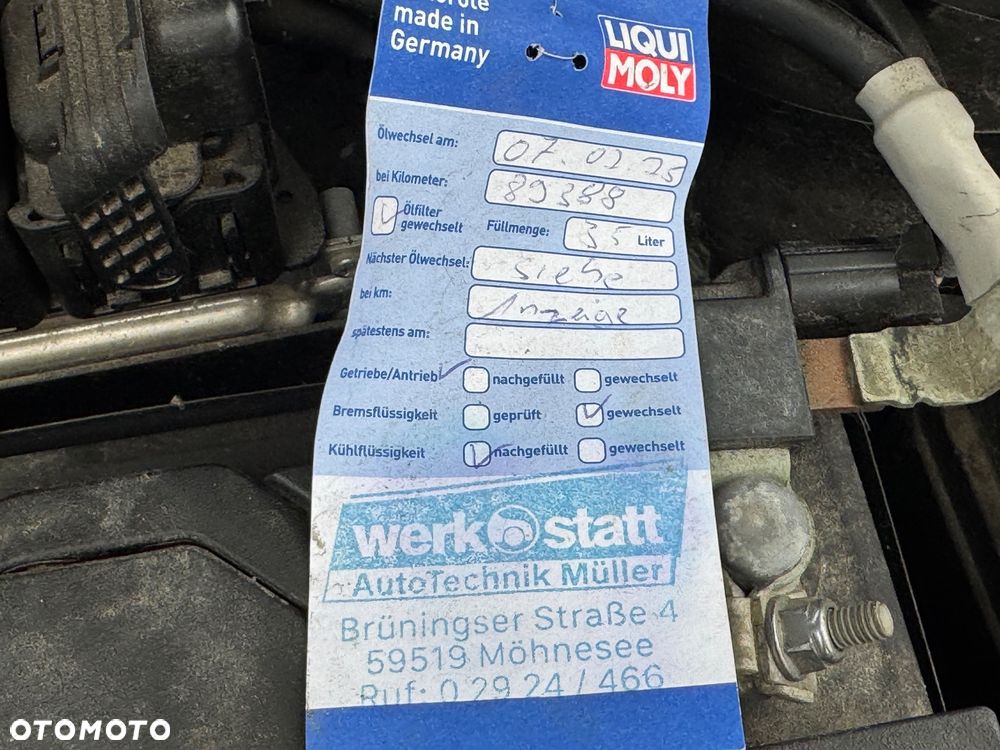 made in
Germany
LIQUI
MOLY
Ölwechsel am: 07.02.25
bei Kilometer: 89388
Ölfilter
gewechselt
Füllmenge: 3,5 Liter
Nächster Ölwechsel: siehe
bei km: Anzeige
spätestens am:
Getriebe/Antrieb nachgefüllt gewechselt
Bremsflüssigkeit geprüft gewechselt
Kühlflüssigkeit nachgefüllt gewechselt
werkstatt
AutoTechnik Müller
Brüningser Straße 4
59519 Möhnesee
Ruf: 0 29 24 / 466
OTOMOTO